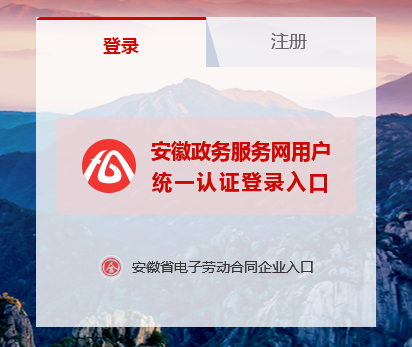 登录
注册
安徽政务服务网用户
统一认证登录入口
安徽省电子劳动合同企业入口